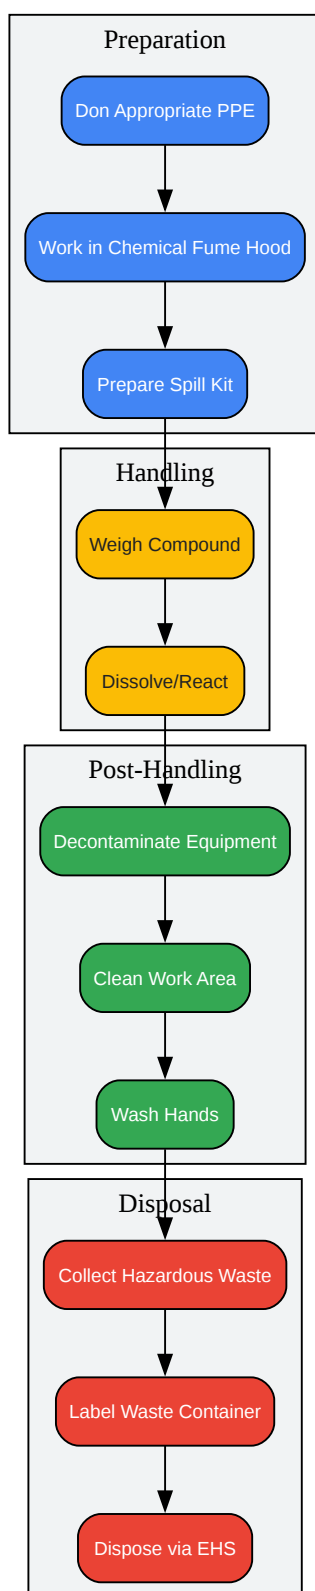 Preparation
Don Appropriate PPE
Work in Chemical Fume Hood
Prepare Spill Kit
Handling
Weigh Compound
Dissolve/React
Post-Handling
Decontaminate Equipment
Clean Work Area
Wash Hands
Disposal
Collect Hazardous Waste
Label Waste Container
Dispose via EHS